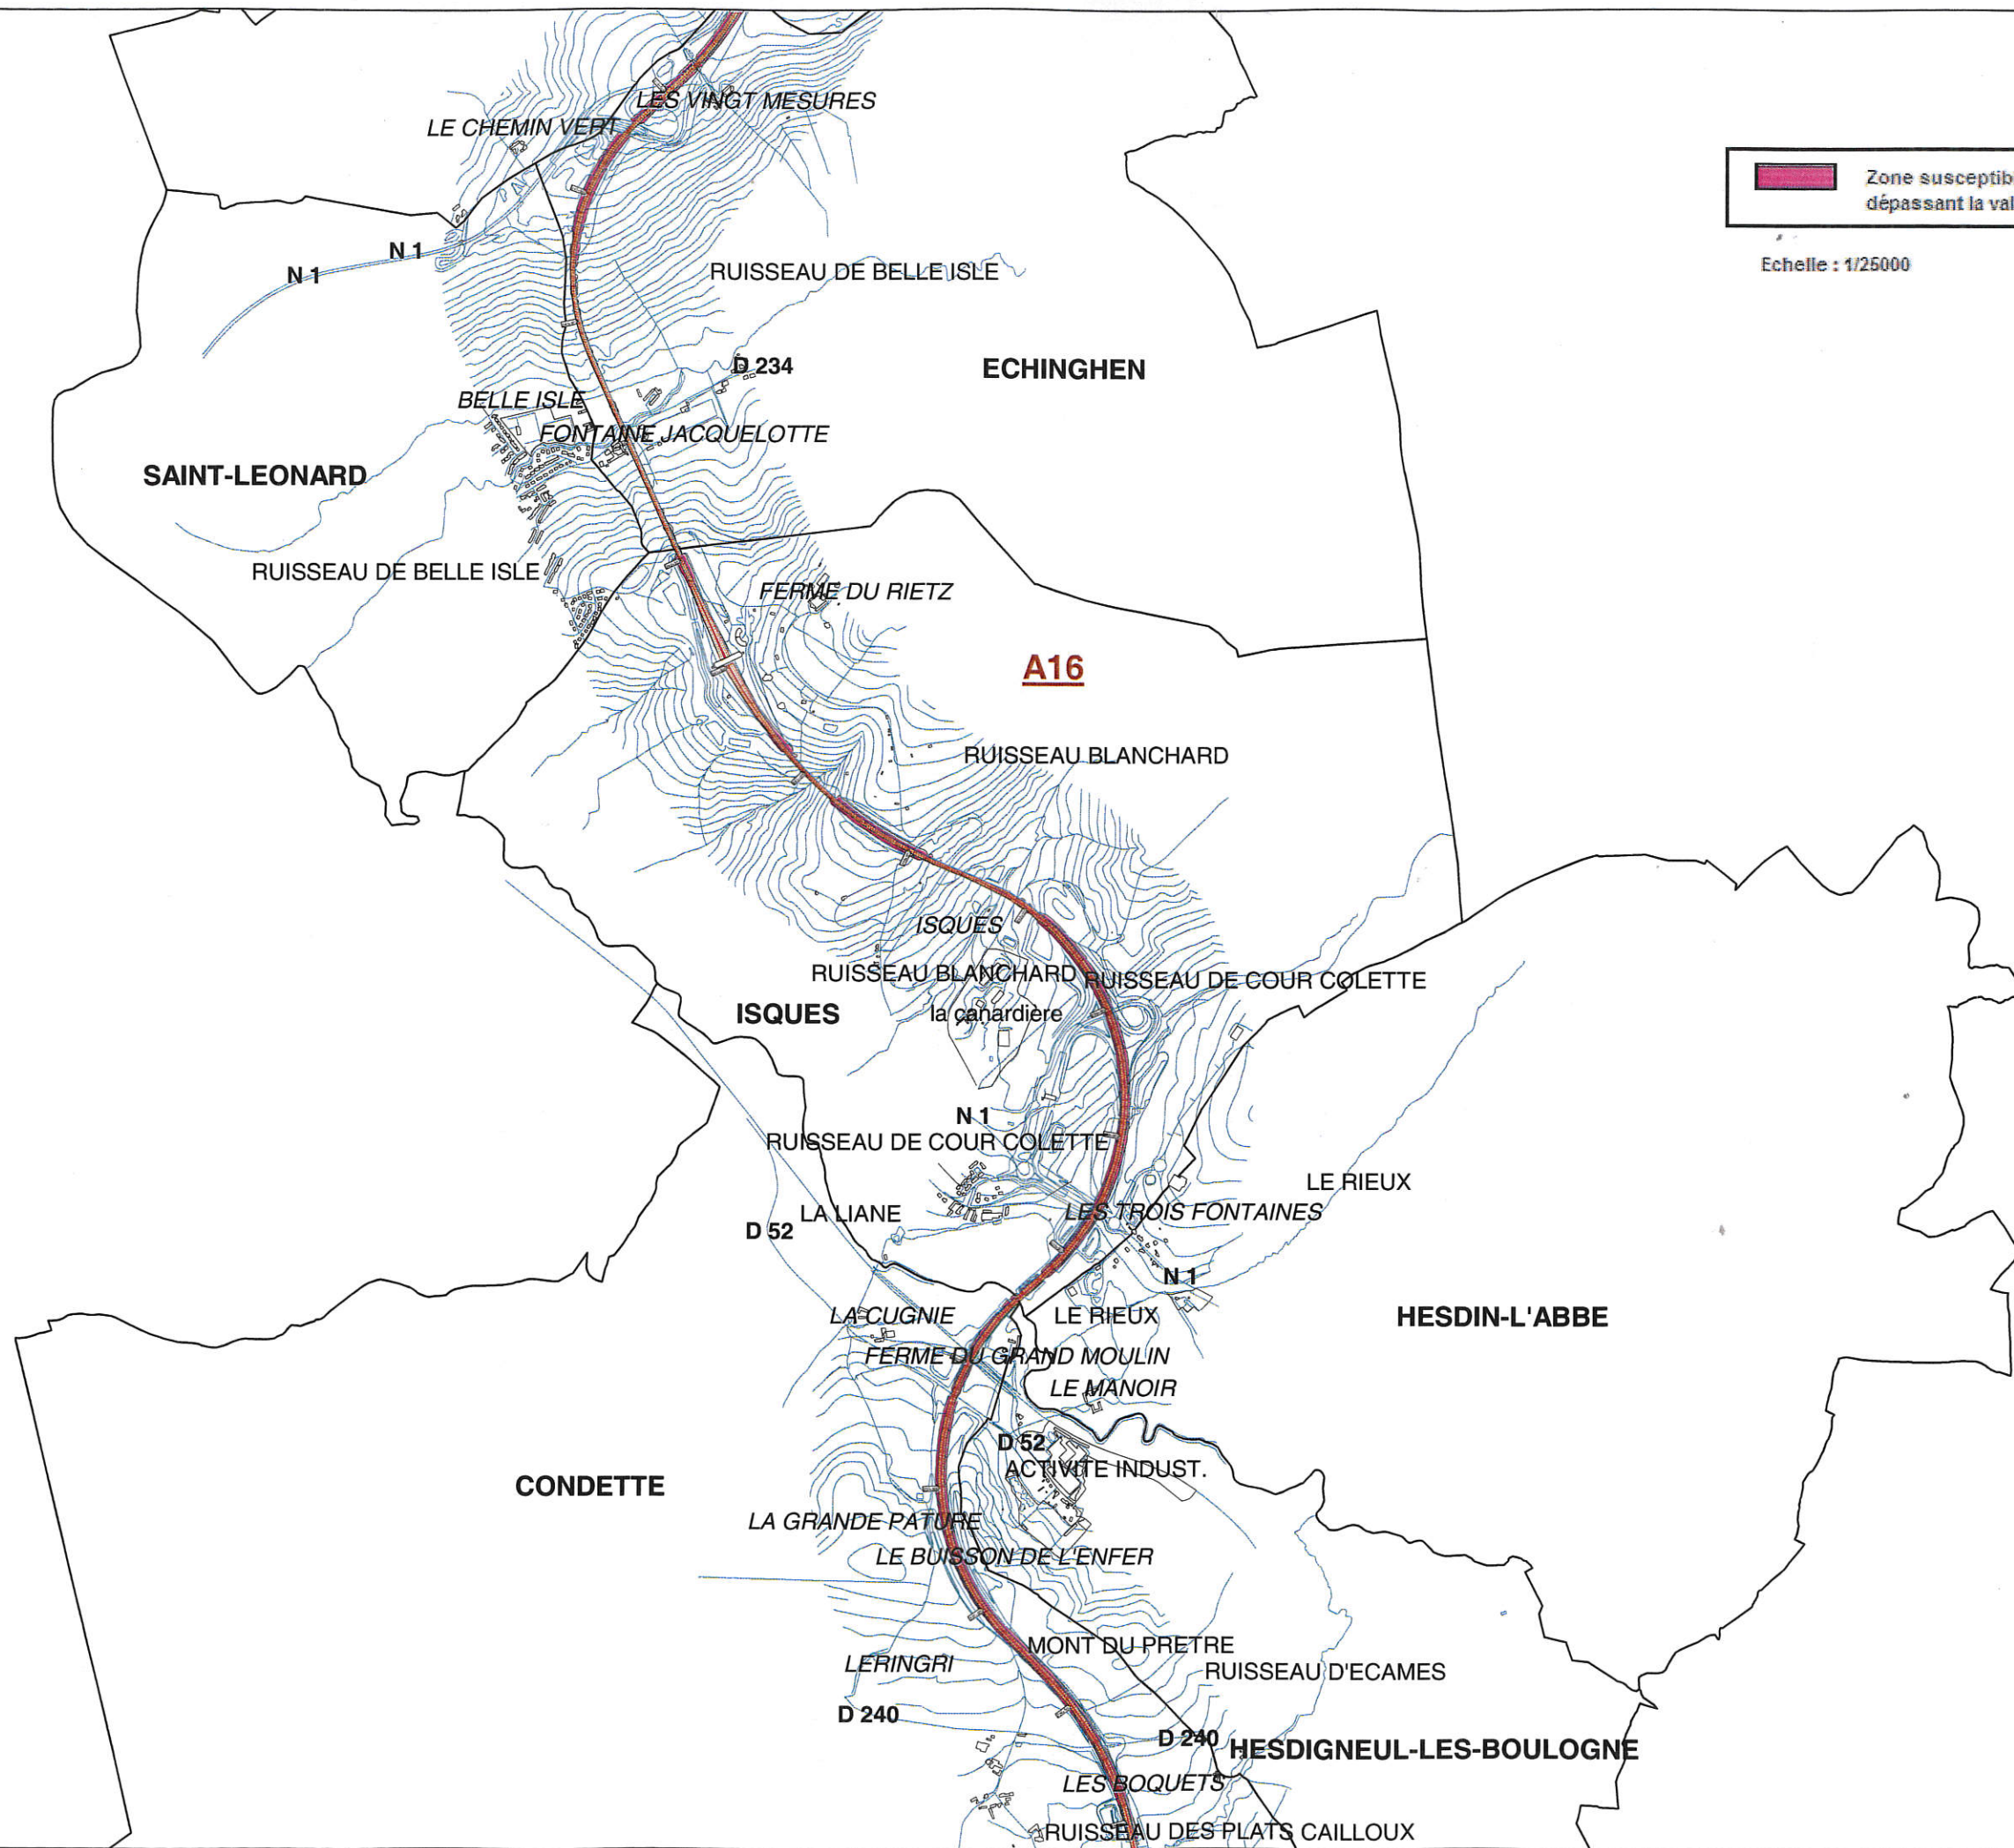 LES VINGT MESURES
LE CHEMIN VERT
Zone susceptib
dépassant la val
N 1
N 1
Echelle : 1/25000
RUISSEAU DE BELLE ISLE
D 234
ECHINGHEN
BELLE ISLE
FONTAINE JACQUELOTTE
SAINT-LEONARD
RUISSEAU DE BELLE ISLE
FERME DU RIETZ
A16
RUISSEAU BLANCHARD
ISQUES
RUISSEAU BLANCHARD
RUISSEAU DE COUR COLETTE
ISQUES
la canardière
N 1
RUISSEAU DE COUR COLETTE
LE RIEUX
LA LIANE
LES TROIS FONTAINES
D 52
N 1
LA CUGNIE
LE RIEUX
HESDIN-L'ABBE
FERME DU GRAND MOULIN
LE MANOIR
D 52
ACTIVITE INDUST.
CONDETTE
LA GRANDE PATURE
LE BUISSON DE L'ENFER
MONT DU PRETRE
LERINGRI
RUISSEAU D'ECAMES
D 240
D 240
HESDIGNEUL-LES-BOULOGNE
LES BOQUETS
RUISSEAU DES PLATS CAILLOUX